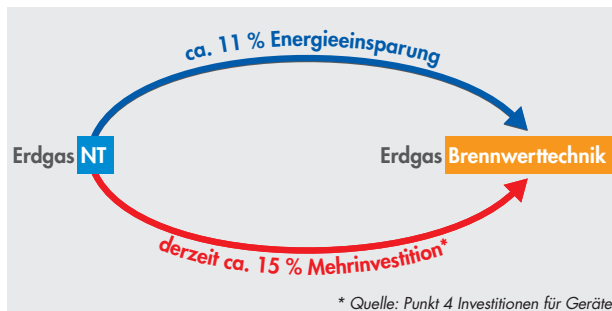 ca. 11 % Energieeinsparung
Erdgas NT
Erdgas Brennwerttechnik
derzeit ca. 15 % Mehrinvestition*
* Quelle: Punkt 4 Investitionen für Geräte